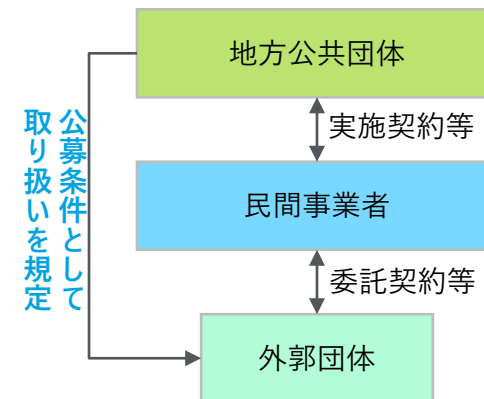 地方公共団体
実施契約等
公募条件として
取り扱いを規定
民間事業者
委託契約等
外郭団体